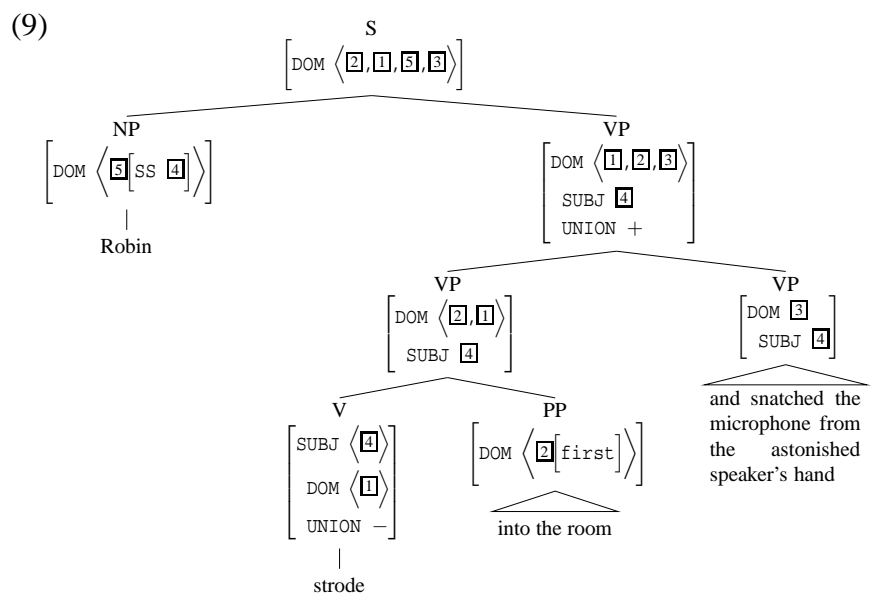 (9)
S
[DOM ⟨[2],[1],[5],[3]⟩]
NP
[DOM ⟨[5][SS [4]]⟩]
Robin
VP
DOM ⟨[1],[2],[3]⟩
SUBJ [4]
UNION +
VP
DOM ⟨[2],[1]⟩
SUBJ [4]
VP
DOM [3]
SUBJ [4]
and snatched the
microphone from
the astonished
speaker's hand
V
SUBJ ⟨[4]⟩
DOM ⟨[1]⟩
UNION −
strode
PP
[DOM ⟨[2][first]⟩]
into the room